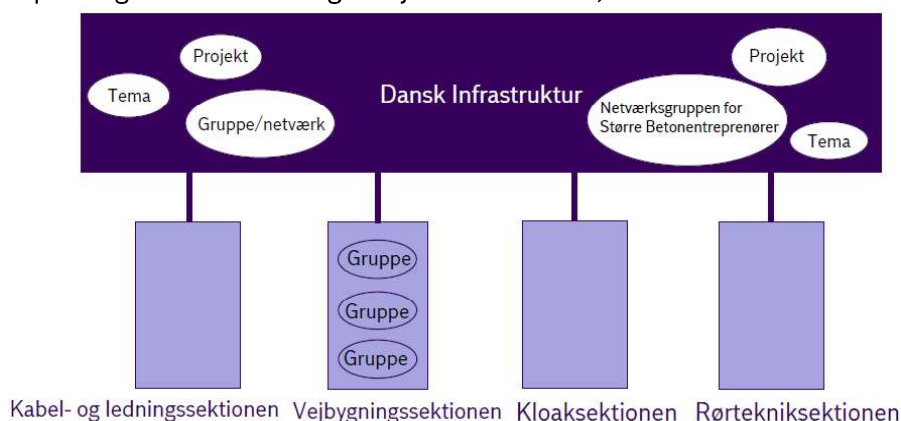 Projekt
Projekt
Tema
Dansk Infrastruktur
Netværksgruppen for
Større Betonentreprenører
Gruppe/netværk
Tema
Gruppe
Gruppe
Gruppe
Kabel- og ledningssektionen
Vejbygningssektionen
Kloaksektionen
Rørtekniksektionen